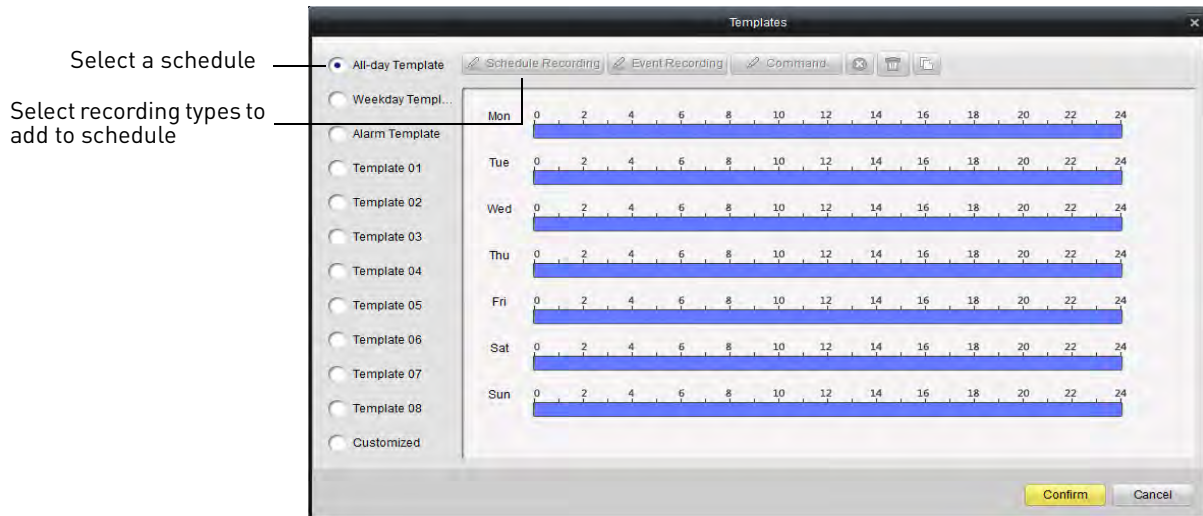 Templates
Select a schedule
Select recording types to
add to schedule
All-day Template
Weekday Templ...
Alarm Template
Template 01
Template 02
Template 03
Template 04
Template 05
Template 06
Template 07
Template 08
Customized
Schedule Recording Event Recording Command
Mon 0 2 4 6 8 10 12 14 16 18 20 22 24
Tue 0 2 4 6 8 10 12 14 16 18 20 22 24
Wed 0 2 4 6 8 10 12 14 16 18 20 22 24
Thu 0 2 4 6 8 10 12 14 16 18 20 22 24
Fri 0 2 4 6 8 10 12 14 16 18 20 22 24
Sat 0 2 4 6 8 10 12 14 16 18 20 22 24
Sun 0 2 4 6 8 10 12 14 16 18 20 22 24
Confirm Cancel